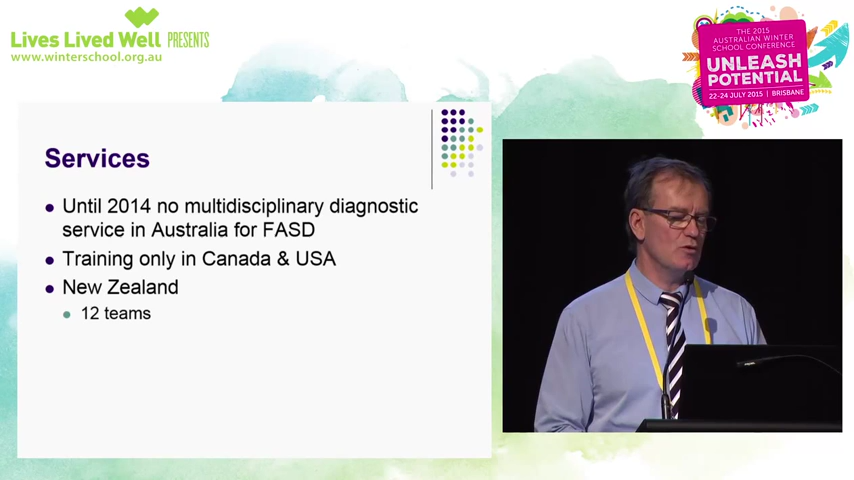 Lives Lived Well PRESENTS
www.winterschool.org.au
THE 2015
AUSTRALIAN WINTER
SCHOOL CONFERENCE
UNLEASH
POTENTIAL
22-24 JULY 2015 | BRISBANE
Services
Until 2014 no multidisciplinary diagnostic
service in Australia for FASD
Training only in Canada & USA
New Zealand
12 teams